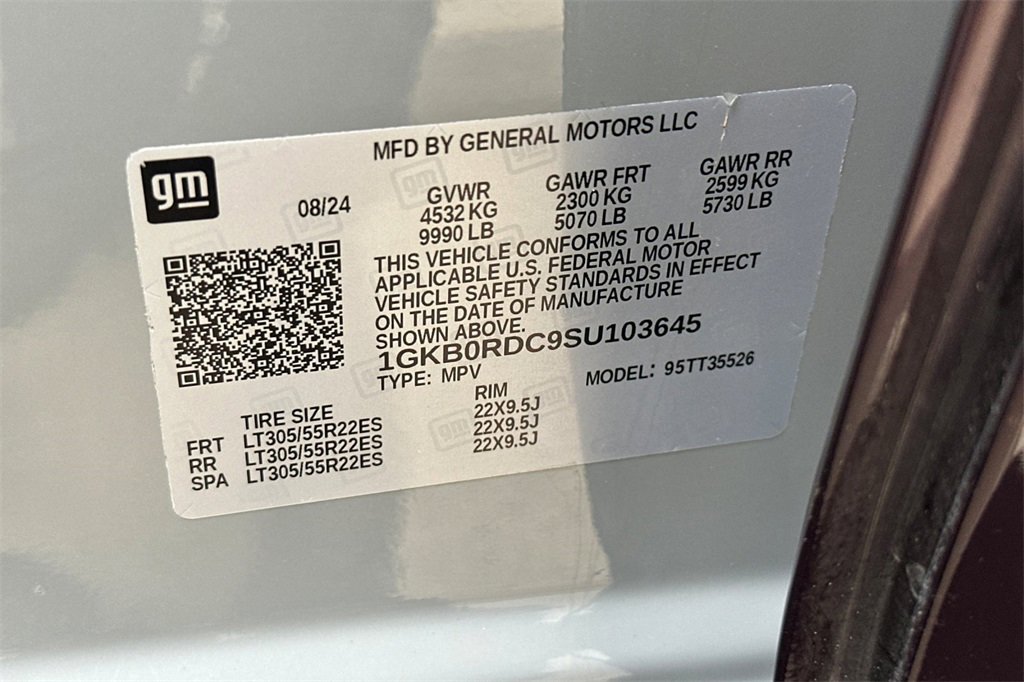 gm
MFD BY GENERAL MOTORS LLC
08/24
GVWR
4532 KG
9990 LB
GAWR FRT
2300 KG
5070 LB
GAWR RR
2599 KG
5730 LB
THIS VEHICLE CONFORMS TO ALL
APPLICABLE U.S. FEDERAL MOTOR
VEHICLE SAFETY STANDARDS IN EFFECT
ON THE DATE OF MANUFACTURE
SHOWN ABOVE.
1GKB0RDC9SU103645
TYPE: MPV
MODEL: 95TT35526
TIRE SIZE
RIM
FRT LT305/55R22ES 22X9.5J
RR LT305/55R22ES 22X9.5J
SPA LT305/55R22ES 22X9.5J